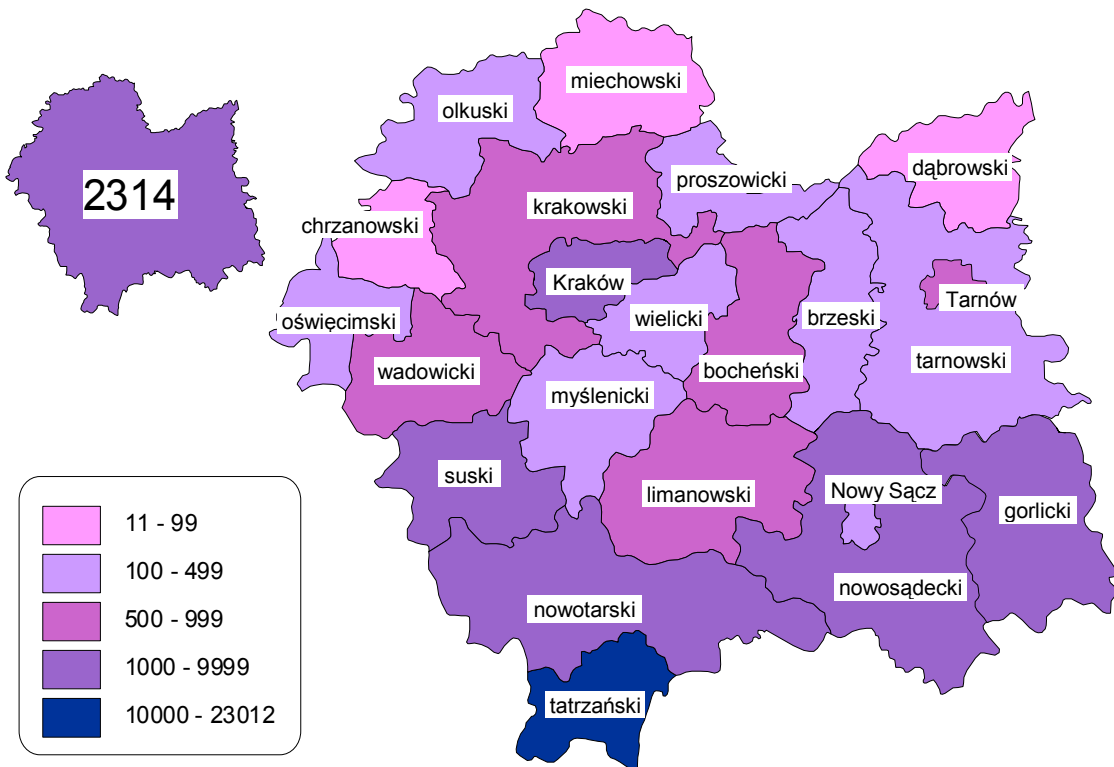 miechowski
olkuski
dąbrowski
2314
proszowicki
krakowski
chrzanowski
Kraków
Tarnów
oświęcimski
wielicki
brzeski
tarnowski
wadowicki
bocheński
myślenicki
suski
limanowski
Nowy Sącz
gorlicki
nowosądecki
nowotarski
tatrzański
11 - 99
100 - 499
500 - 999
1000 - 9999
10000 - 23012